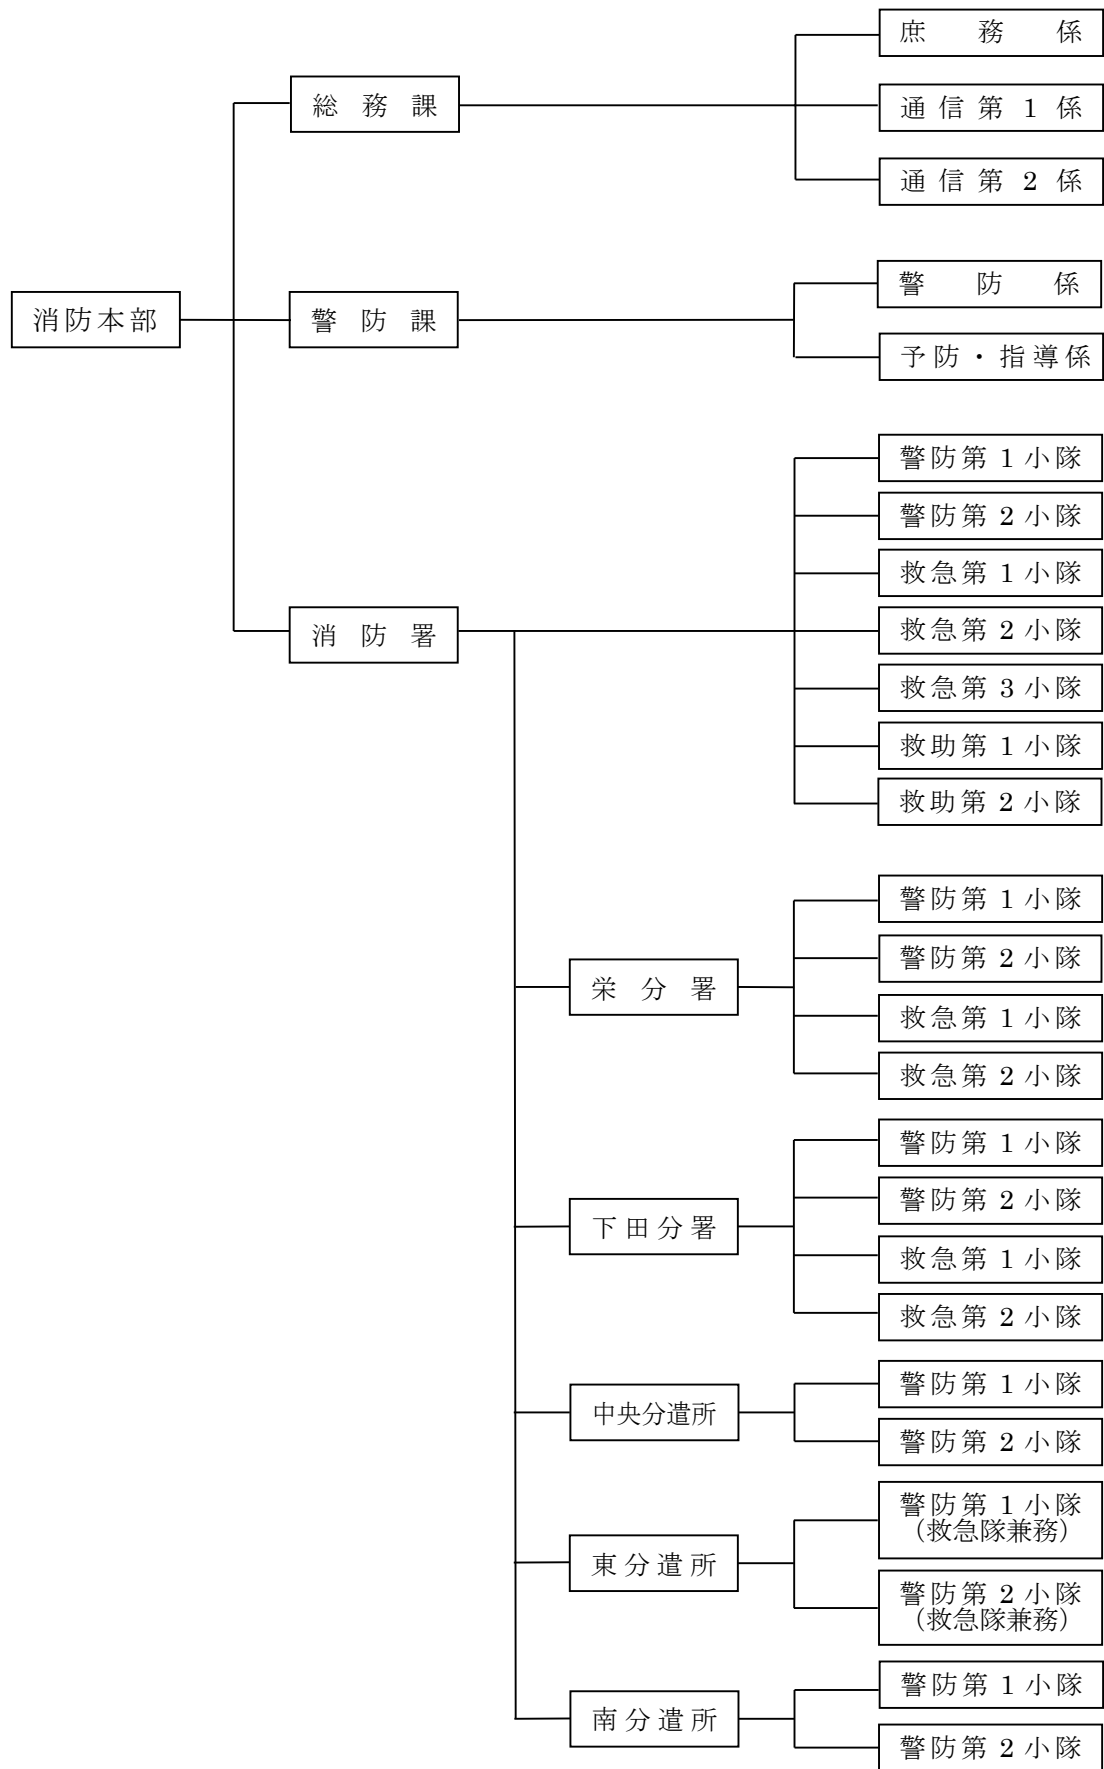 庶務係
総務課
通信第1係
通信第2係
警防係
消防本部
警防課
予防・指導係
警防第1小隊
警防第2小隊
救急第1小隊
消防署
救急第2小隊
救急第3小隊
救助第1小隊
救助第2小隊
警防第1小隊
警防第2小隊
栄分署
救急第1小隊
救急第2小隊
警防第1小隊
警防第2小隊
下田分署
救急第1小隊
救急第2小隊
警防第1小隊
中央分遣所
警防第2小隊
警防第1小隊
（救急隊兼務）
東分遣所
警防第2小隊
（救急隊兼務）
警防第1小隊
南分遣所
警防第2小隊